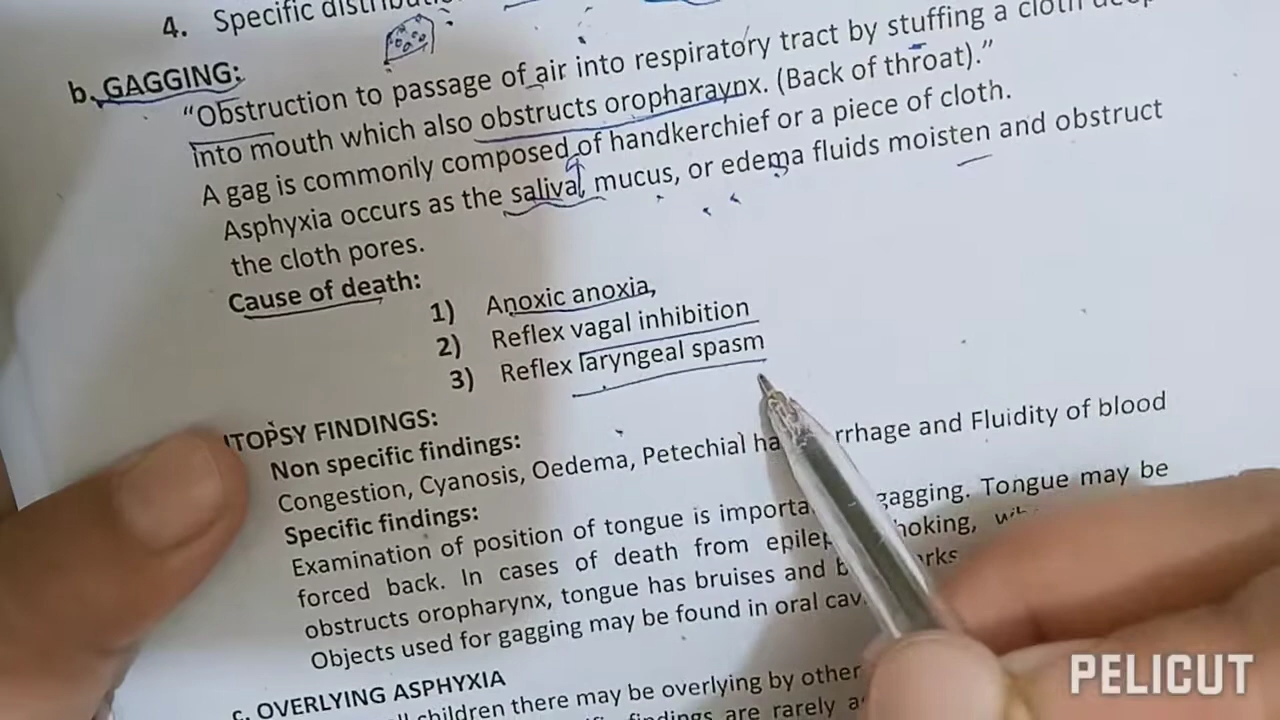 4. Specific
b. GAGGING:
"Obstruction to passage of air into respiratory tract by stuffing a cloth
into mouth which also obstructs oropharaynx. (Back of throat)."
A gag is commonly composed of handkerchief or a piece of cloth.
Asphyxia occurs as the salival, mucus, or edema fluids moisten and obstruct
the cloth pores.
Cause of death:
1) Anoxic anoxia,
2) Reflex vagal inhibition
3) Reflex laryngeal spasm
TOPSY FINDINGS:
Non specific findings:
Congestion, Cyanosis, Oedema, Petechial ha rrhage and Fluidity of blood
Specific findings:
Examination of position of tongue is importa gagging. Tongue may be
forced back. In cases of death from epilep hoking,
obstructs oropharynx, tongue has bruises and b rks
Objects used for gagging may be found in oral cav
c. OVERLYING ASPHYXIA
children there may be overlying by other
findings are rarely
PELICUT